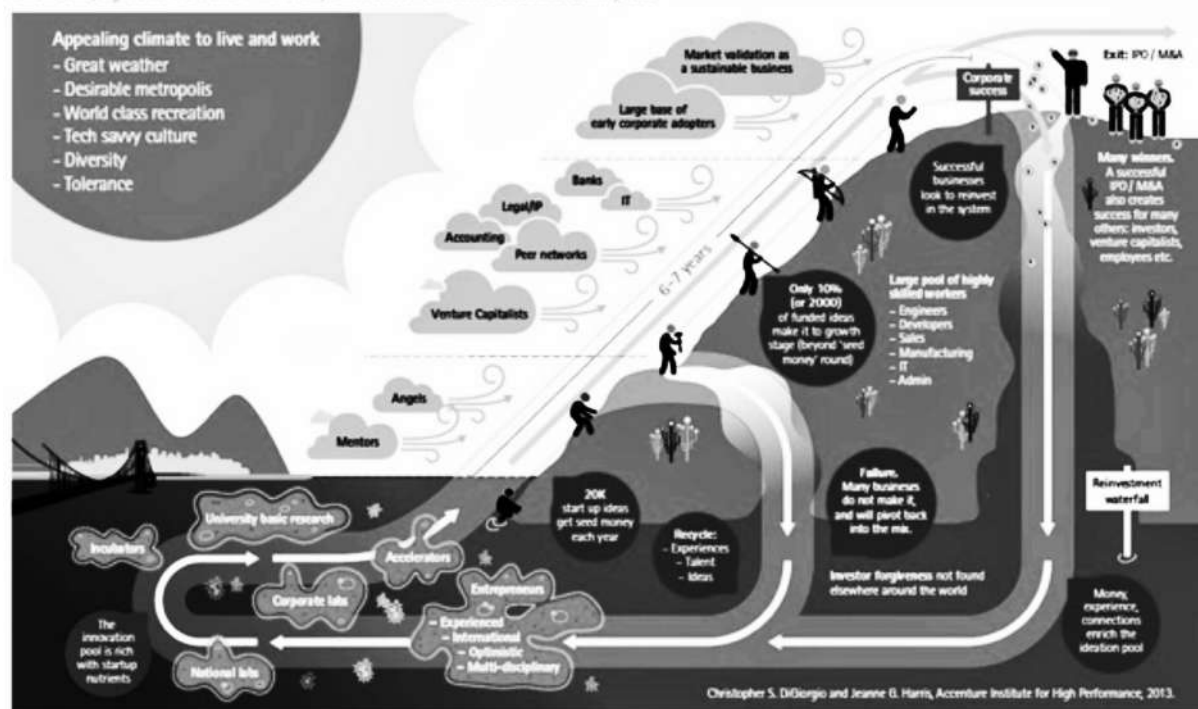 Appealing climate to live and work
- Great weather
- Desirable metropolis
- World class recreation
- Tech savvy culture
- Diversity
- Tolerance
Market validation as
a sustainable business
Large base of
early corporate adopters
Banks
IT
Legal/IP
Accounting
Peer networks
Venture Capitalists
Angels
Mentors
6-7 years
Corporate
success
Exit: IPO / M&A
Many winners.
A successful
IPO / M&A
also creates
success for many
others: investors,
venture capitalists,
employees etc.
Successful
businesses
look to reinvest
in the system
Only 10%
(or 2000)
of funded ideas
make it to growth
stage (beyond 'seed
money' round)
Large pool of highly
skilled workers
- Engineers
- Developers
- Sales
- Manufacturing
- IT
- Admin
20K
start up ideas
get seed money
each year
Recycle:
- Experiences
- Talent
- Ideas
Failure.
Many busineses
do not make it,
and will pivot back
into the mix.
Investor forgiveness not found
elsewhere around the world
Reinvestment
waterfall
Money,
experience,
connections
enrich the
ideation pool
Incubators
University basic research
Accelerators
Corporate labs
Entrepreneurs
- Experienced
- International
- Optimistic
- Multi-disciplinary
National labs
The
innovation
pool is rich
with startup
nutrients
Christopher S. DiGiorgio and Jeanne G. Harris, Accenture Institute for High Performance, 2013.